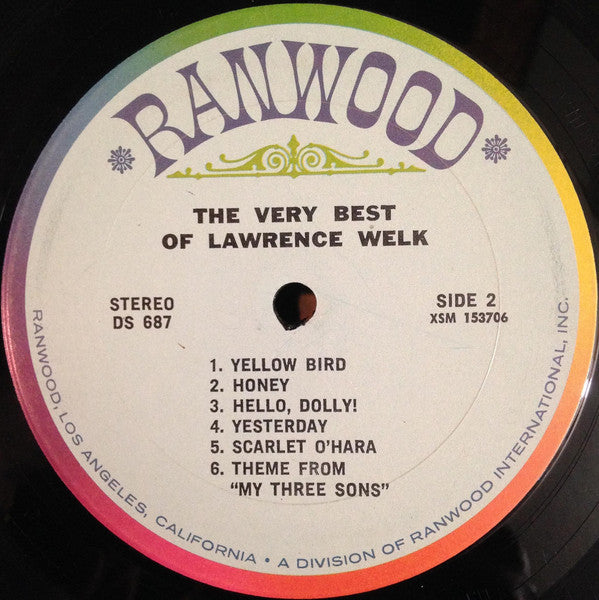 RANWOOD
THE VERY BEST
OF LAWRENCE WELK
STEREO
DS 687
SIDE 2
XSM 153706
1. YELLOW BIRD
2. HONEY
3. HELLO, DOLLY!
4. YESTERDAY
5. SCARLET O'HARA
6. THEME FROM
"MY THREE SONS"
RANWOOD, LOS ANGELES, CALIFORNIA • A DIVISION OF RANWOOD INTERNATIONAL, INC.